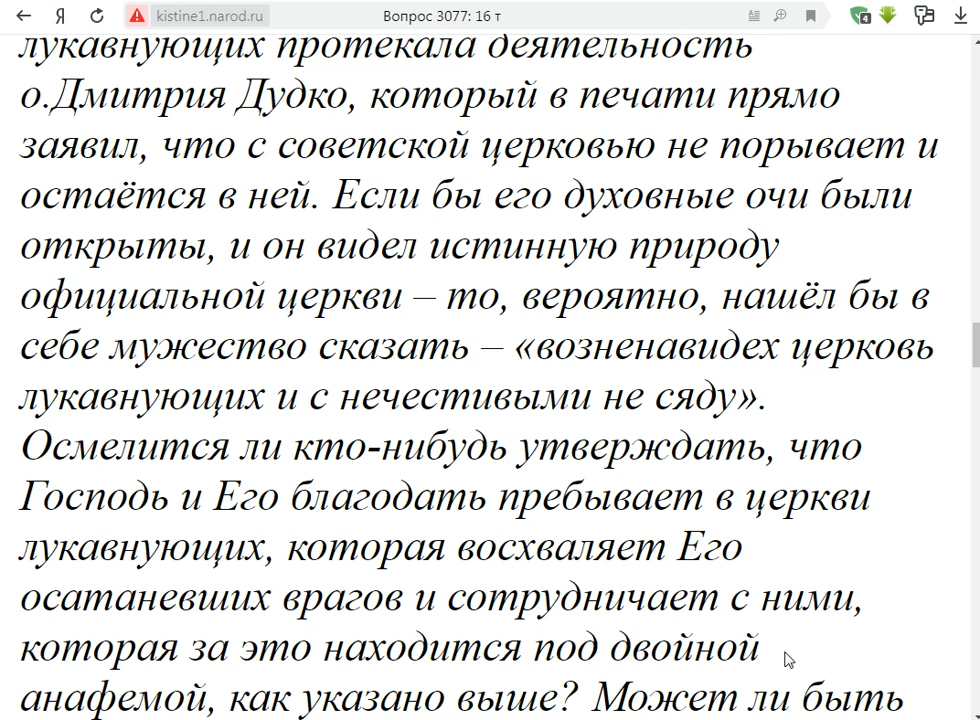 kistine1.narod.ru
Вопрос 3077: 16 т
4
лукавнующих протекала деятельность
о.Дмитрия Дудко, который в печати прямо
заявил, что с советской церковью не порывает и
остаётся в ней. Если бы его духовные очи были
открыты, и он видел истинную природу
официальной церкви – то, вероятно, нашёл бы в
себе мужество сказать – «возненавидех церковь
лукавнующих и с нечестивыми не сяду».
Осмелится ли кто-нибудь утверждать, что
Господь и Его благодать пребывает в церкви
лукавнующих, которая восхваляет Его
осатаневших врагов и сотрудничает с ними,
которая за это находится под двойной
анафемой, как указано выше? Может ли быть